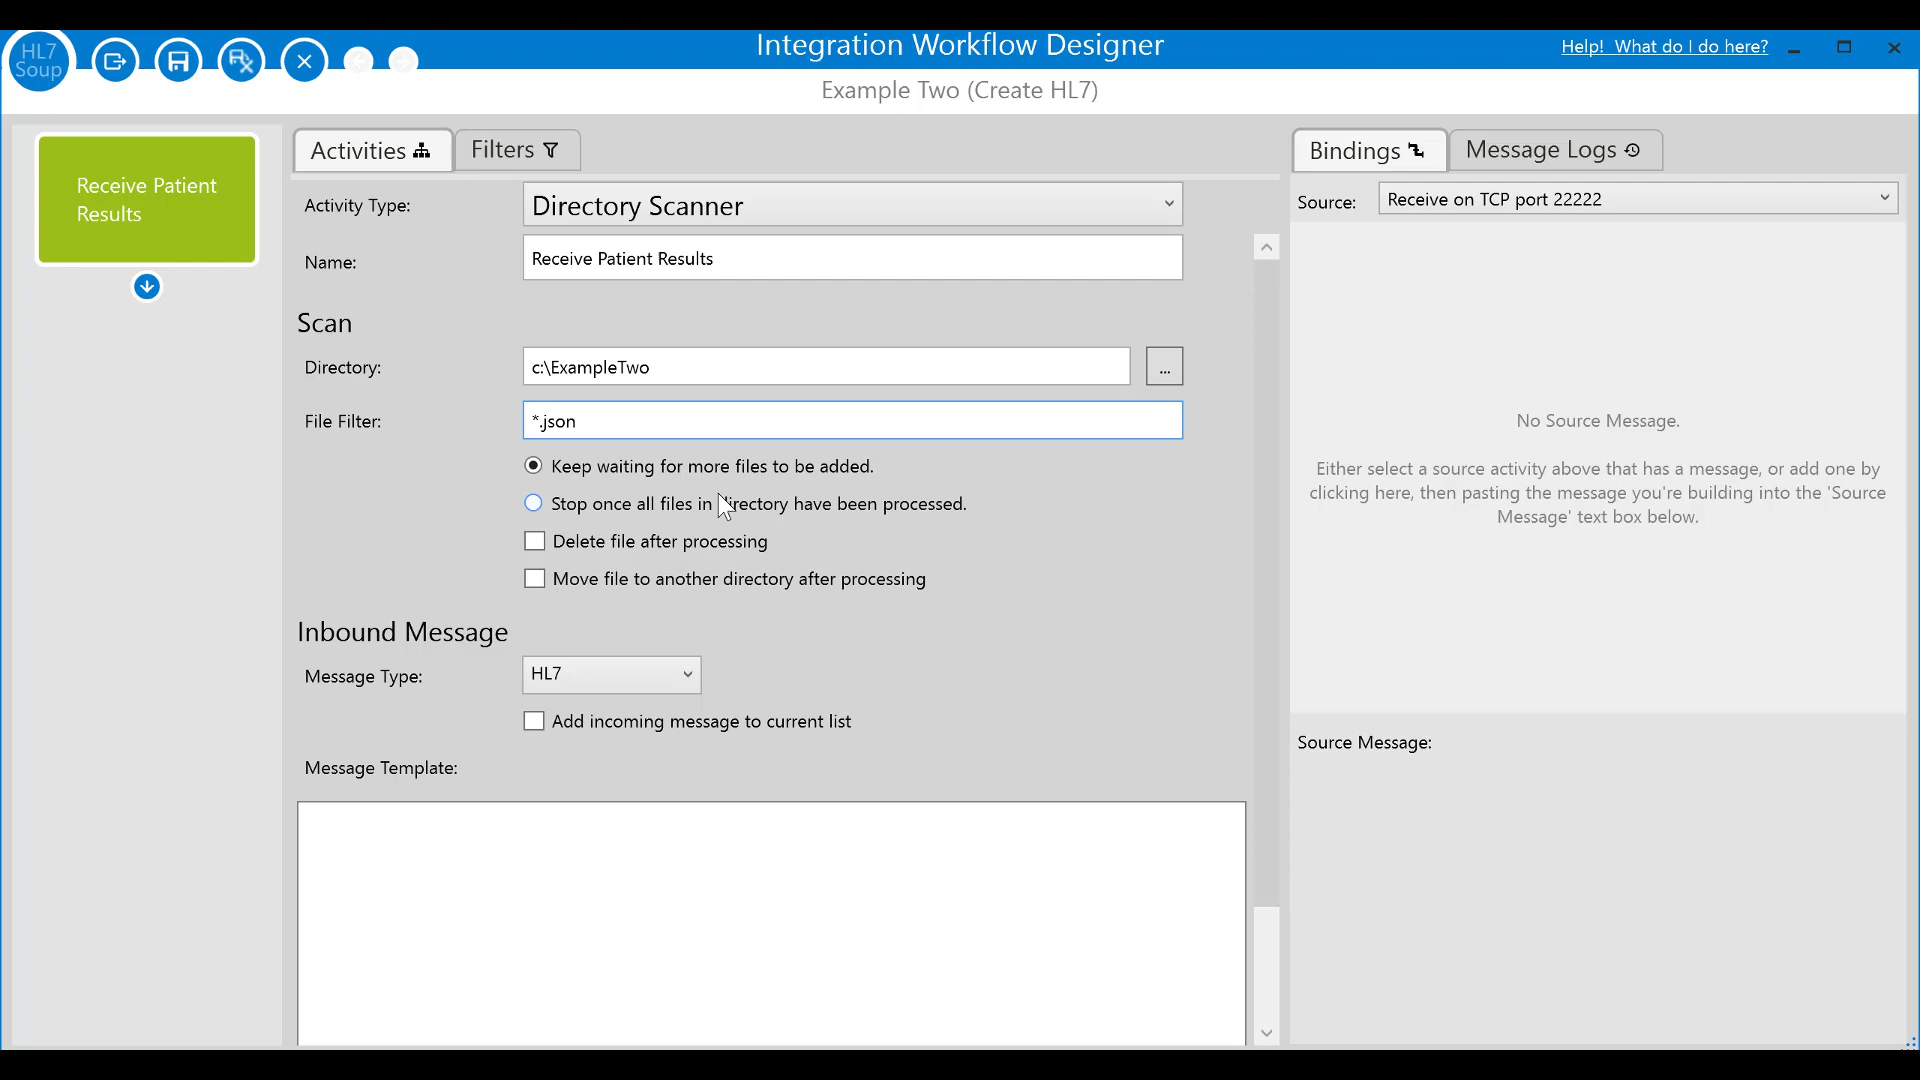 HL7
Soup
Integration Workflow Designer
Help!  What do I do here?
Example Two (Create HL7)
Receive Patient
Results
Activities
Filters
Activity Type:
Directory Scanner
Name:
Receive Patient Results
Scan
Directory:
c:\ExampleTwo
...
File Filter:
*.json
Keep waiting for more files to be added.
Stop once all files in directory have been processed.
Delete file after processing
Move file to another directory after processing
Inbound Message
Message Type:
HL7
Add incoming message to current list
Message Template:
Bindings
Message Logs
Source:
Receive on TCP port 22222
No Source Message.
Either select a source activity above that has a message, or add one by
clicking here, then pasting the message you're building into the 'Source
Message' text box below.
Source Message: